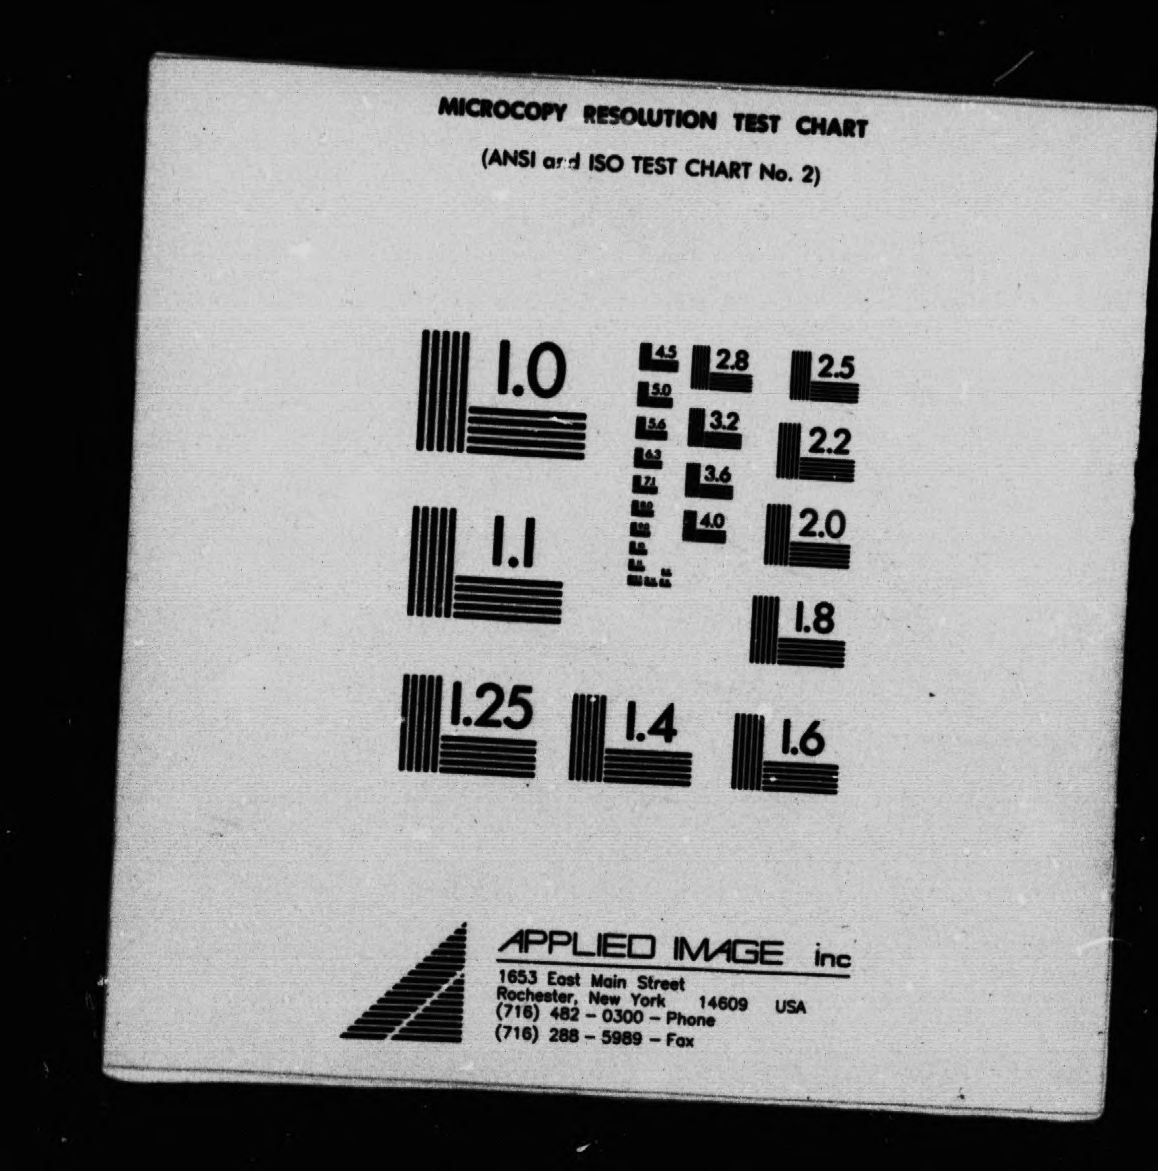 MICROCOPY RESOLUTION TEST CHART
(ANSI and ISO TEST CHART No. 2)
1.0
4.5 2.8 2.5
5.0
5.6 3.2 2.2
6.3
7.1 3.6
8.0
4.0 2.0
1.1
1.8
1.25 1.4 1.6
APPLIED IMAGE inc
1653 East Main Street
Rochester, New York 14609 USA
(716) 482 - 0300 - Phone
(716) 288 - 5989 - Fax